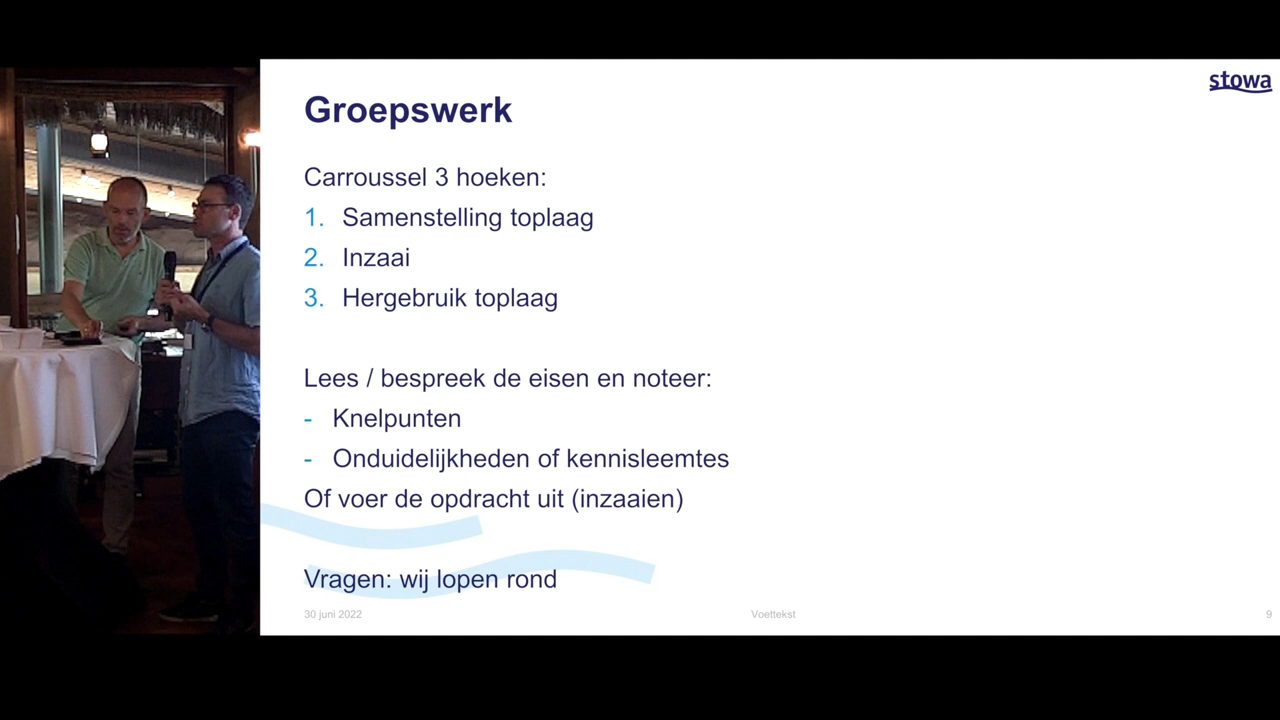 stowa
Groepswerk
Carroussel 3 hoeken:
1. Samenstelling toplaag
2. Inzaai
3. Hergebruik toplaag
Lees / bespreek de eisen en noteer:
- Knelpunten
- Onduidelijkheden of kennisleemtes
Of voer de opdracht uit (inzaaien)
Vragen: wij lopen rond
30 juni 2022 Voettekst 9